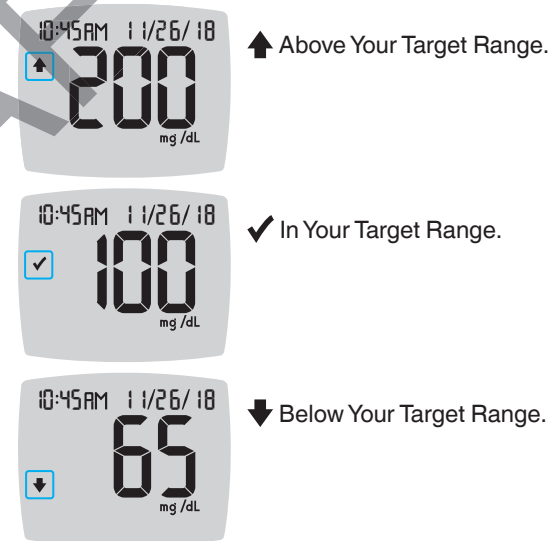 10:45AM 11/26/18
200
mg/dL
Above Your Target Range.
10:45AM 11/26/18
100
mg/dL
In Your Target Range.
10:45AM 11/26/18
65
mg/dL
Below Your Target Range.